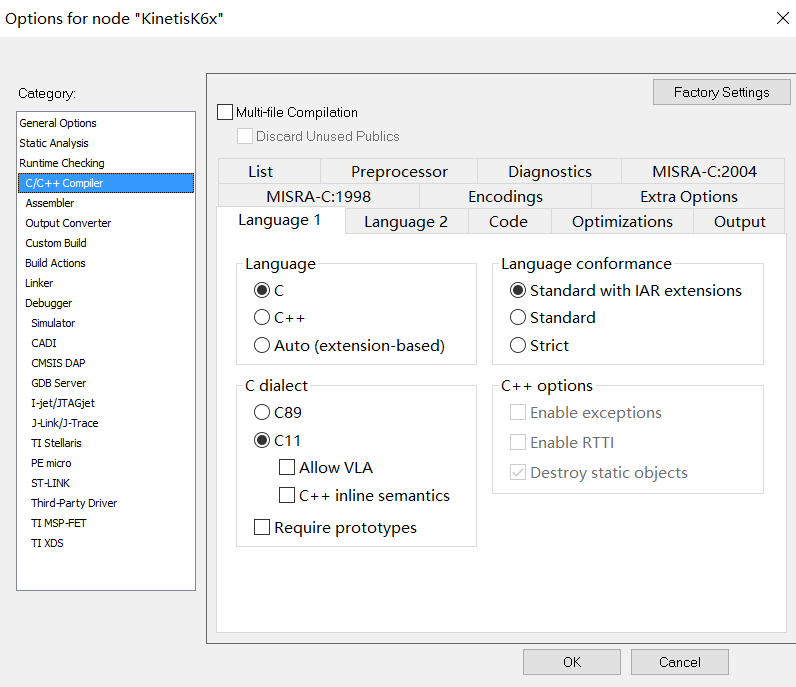 Options for node "KinetisK6x"
Category:
General Options
Static Analysis
Runtime Checking
C/C++ Compiler
Assembler
Output Converter
Custom Build
Build Actions
Linker
Debugger
Simulator
CADI
CMSIS DAP
GDB Server
I-jet/JTAGjet
J-Link/J-Trace
TI Stellaris
PE micro
ST-LINK
Third-Party Driver
TI MSP-FET
TI XDS
Factory Settings
Multi-file Compilation
Discard Unused Publics
List Preprocessor Diagnostics MISRA-C:2004
MISRA-C:1998 Encodings Extra Options
Language 1 Language 2 Code Optimizations Output
Language
C
C++
Auto (extension-based)
Language conformance
Standard with IAR extensions
Standard
Strict
C dialect
C89
C11
Allow VLA
C++ inline semantics
Require prototypes
C++ options
Enable exceptions
Enable RTTI
Destroy static objects
OK Cancel